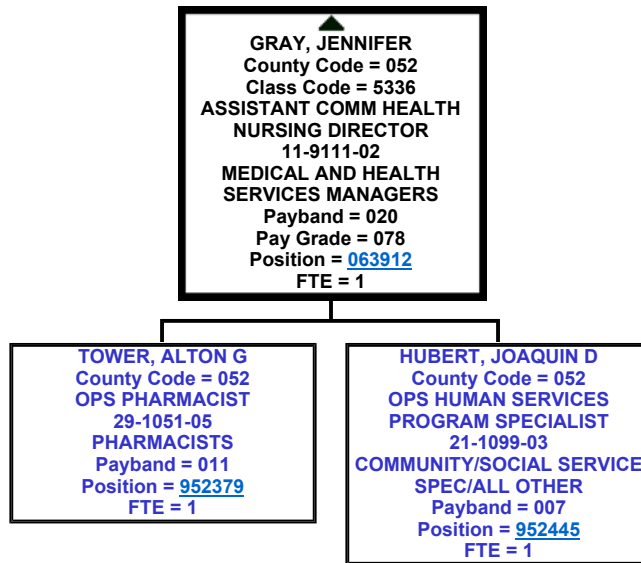 GRAY, JENNIFER
County Code = 052
Class Code = 5336
ASSISTANT COMM HEALTH
NURSING DIRECTOR
11-9111-02
MEDICAL AND HEALTH
SERVICES MANAGERS
Payband = 020
Pay Grade = 078
Position = 063912
FTE = 1
TOWER, ALTON G
County Code = 052
OPS PHARMACIST
29-1051-05
PHARMACISTS
Payband = 011
Position = 952379
FTE = 1
HUBERT, JOAQUIN D
County Code = 052
OPS HUMAN SERVICES
PROGRAM SPECIALIST
21-1099-03
COMMUNITY/SOCIAL SERVICE
SPEC/ALL OTHER
Payband = 007
Position = 952445
FTE = 1